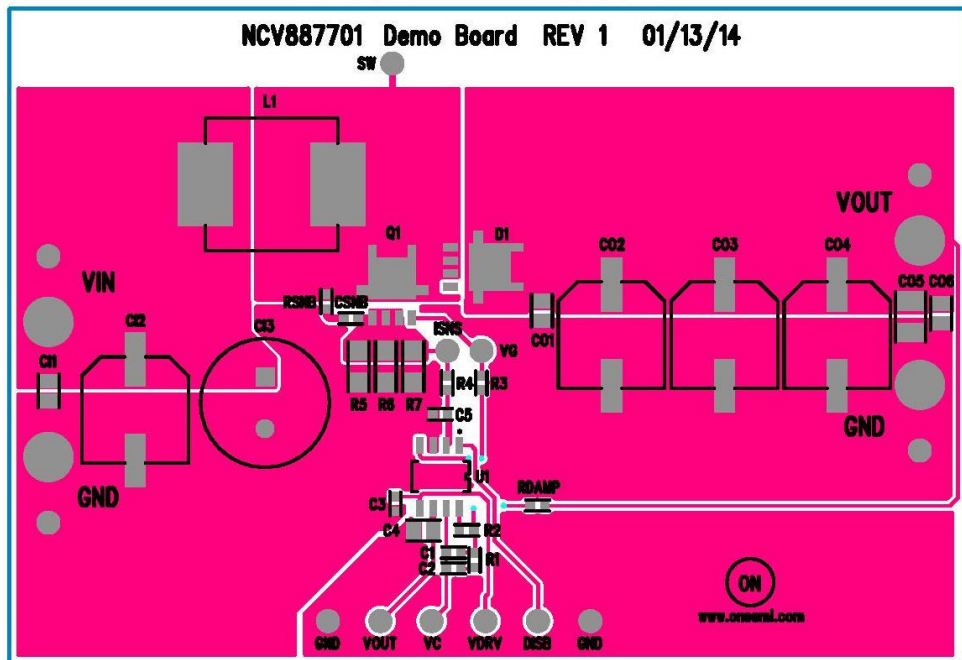 NCV887701 Demo Board REV 1 01/13/14
SW
L1
VOUT
Q1
D1
CO2
CO3
CO4
VIN
CO5
CO6
RSNB
CSNB
CI2
CI3
ISNS
VG
CO1
CI1
R4
R3
R5
R6
R7
C5
GND
U1
GND
RDAMP
C3
C4
R2
C1
R1
C2
ON
www.onsemi.com
GND
VOUT
VC
VDRV
DISB
GND